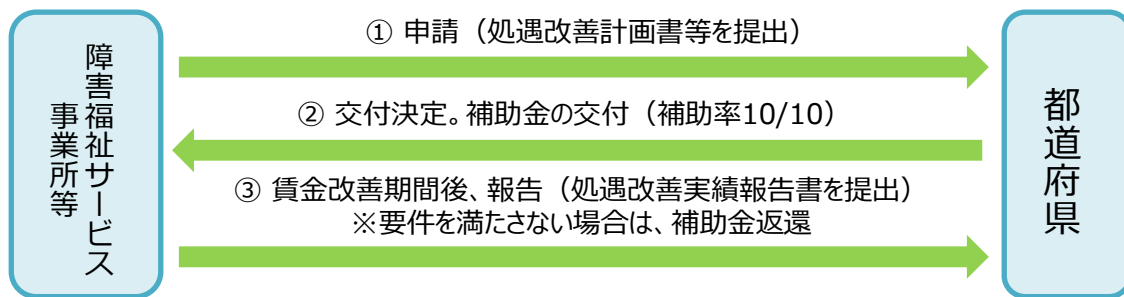 障害福祉サービス
事業所等
① 申請（処遇改善計画書等を提出）
② 交付決定。補助金の交付（補助率10/10）
③ 賃金改善期間後、報告（処遇改善実績報告書を提出）
※要件を満たさない場合は、補助金返還
都道府県